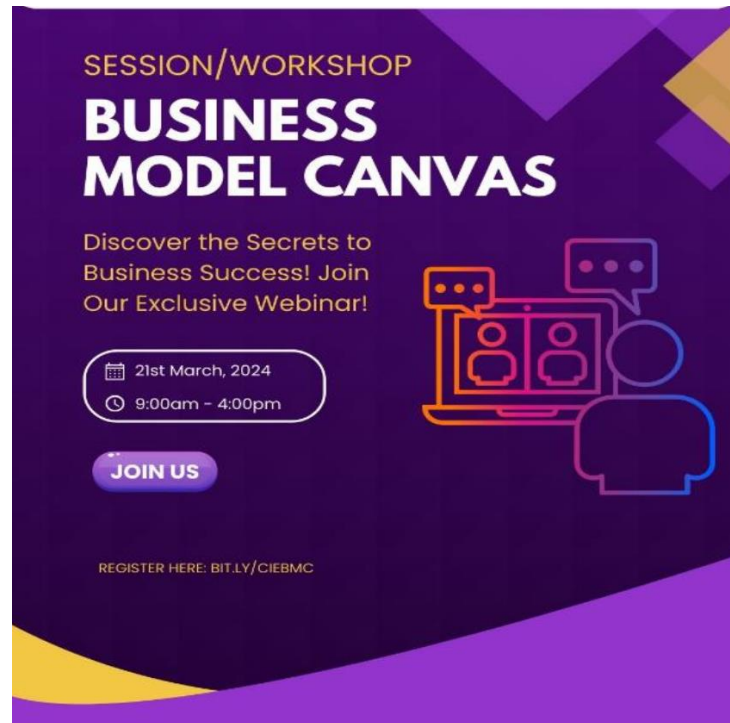 SESSION/WORKSHOP
BUSINESS
MODEL CANVAS
Discover the Secrets to
Business Success! Join
Our Exclusive Webinar!
21st March, 2024
9:00am - 4:00pm
JOIN US
REGISTER HERE: BIT.LY/CIEBMC